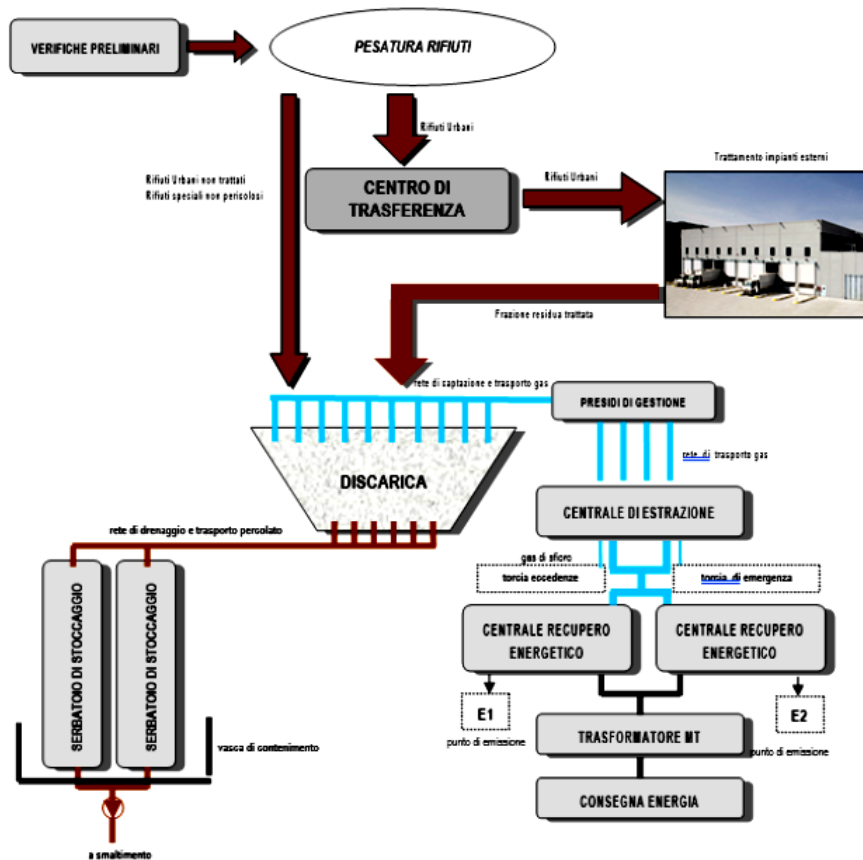 VERIFICHE PRELIMINARI
PESATURA RIFIUTI
Rifiuti Urbani
Trattamento impianti esterni
Rifiuti Urbani non trattati
Rifiuti speciali non pericolosi
CENTRO DI
TRASFERENZA
Rifiuti Urbani
Frazione residua trattata
rete di captazione e trasporto gas
PRESIDI DI GESTIONE
rete di trasporto gas
DISCARICA
CENTRALE DI ESTRAZIONE
rete di drenaggio e trasporto percolato
gas di sfioro
torcia eccedenze
torcia di emergenza
SERBATOIO DI STOCCAGGIO
SERBATOIO DI STOCCAGGIO
CENTRALE RECUPERO
ENERGETICO
CENTRALE RECUPERO
ENERGETICO
E1
E2
punto di emissione
punto di emissione
vasca di contenimento
TRASFORMATORE MT
CONSEGNA ENERGIA
a smaltimento